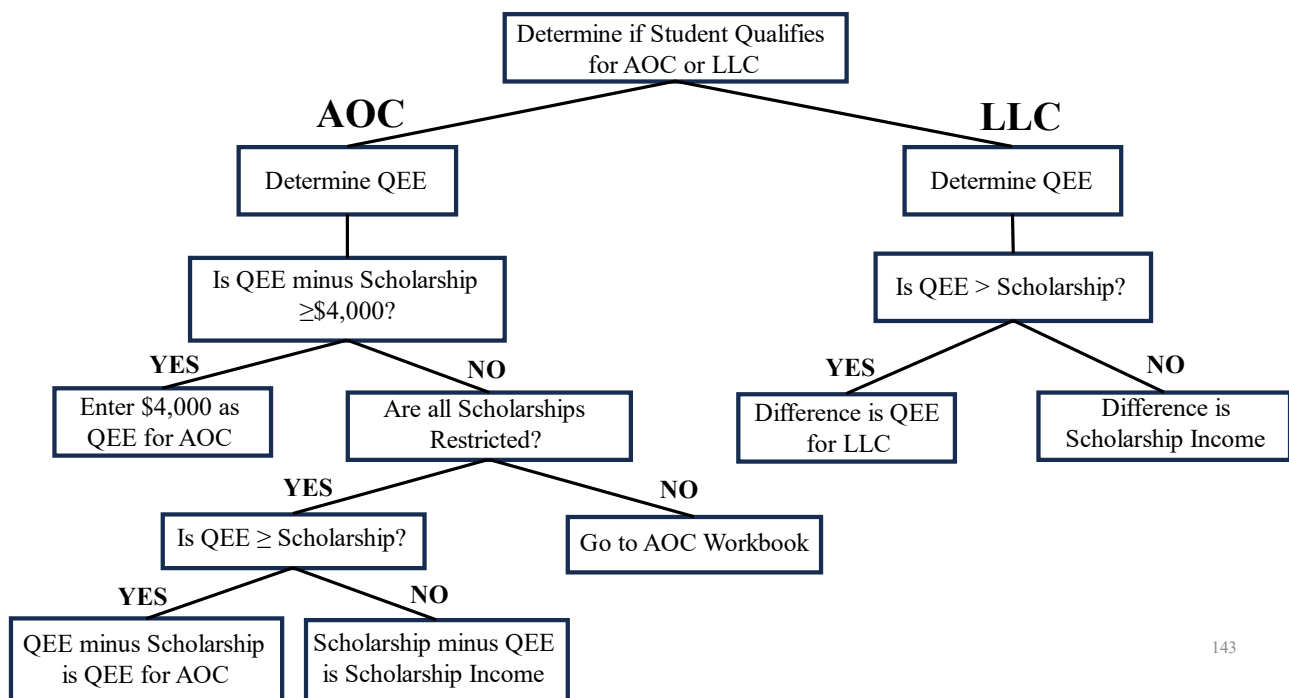 Determine if Student Qualifies
for AOC or LLC
AOC
LLC
Determine QEE
Determine QEE
Is QEE minus Scholarship
≥$4,000?
Is QEE > Scholarship?
YES
NO
YES
NO
Enter $4,000 as
QEE for AOC
Are all Scholarships
Restricted?
Difference is QEE
for LLC
Difference is
Scholarship Income
YES
NO
Is QEE ≥ Scholarship?
Go to AOC Workbook
YES
NO
QEE minus Scholarship
is QEE for AOC
Scholarship minus QEE
is Scholarship Income
143